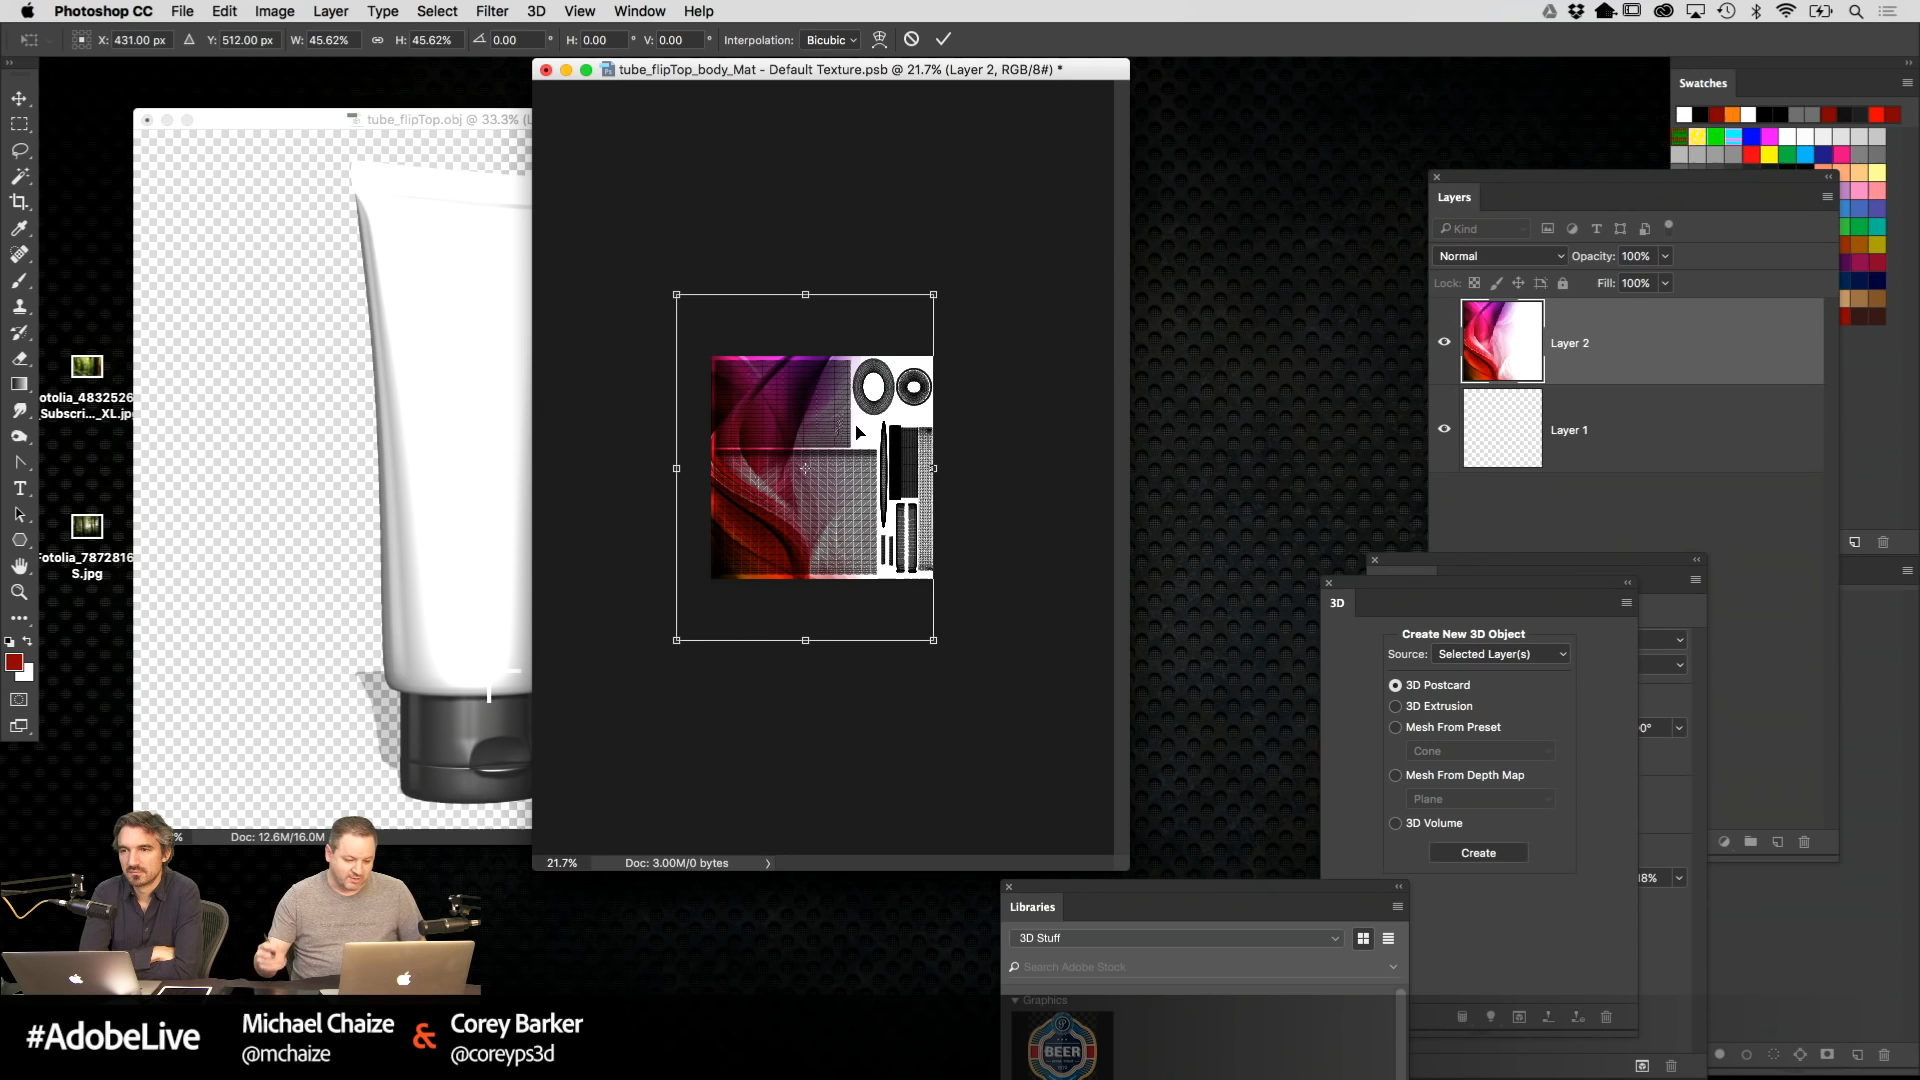 Photoshop CC File Edit Image Layer Type Select Filter 3D View Window Help
X: 431.00 px Y: 512.00 px W: 45.62% H: 45.62% 0.00 ° H: 0.00 ° V: 0.00 ° Interpolation: Bicubic
tube_flipTop_body_Mat - Default Texture.psb @ 21.7% (Layer 2, RGB/8#) *
tube_flipTop.obj @ 33.3% (L
Swatches
Layers
Kind
Normal Opacity: 100%
Lock: Fill: 100%
Layer 2
Layer 1
otolia_4832526
_Subscri..._XL.jpg
Fotolia_7872816
S.jpg
3D
Create New 3D Object
Source: Selected Layer(s)
3D Postcard
3D Extrusion
Mesh From Preset
Cone
Mesh From Depth Map
Plane
3D Volume
Create
0°
18%
% Doc: 12.6M/16.0M
21.7% Doc: 3.00M/0 bytes
Libraries
3D Stuff
Search Adobe Stock
Graphics
BEER
#AdobeLive Michael Chaize & Corey Barker
@mchaize @coreyps3d